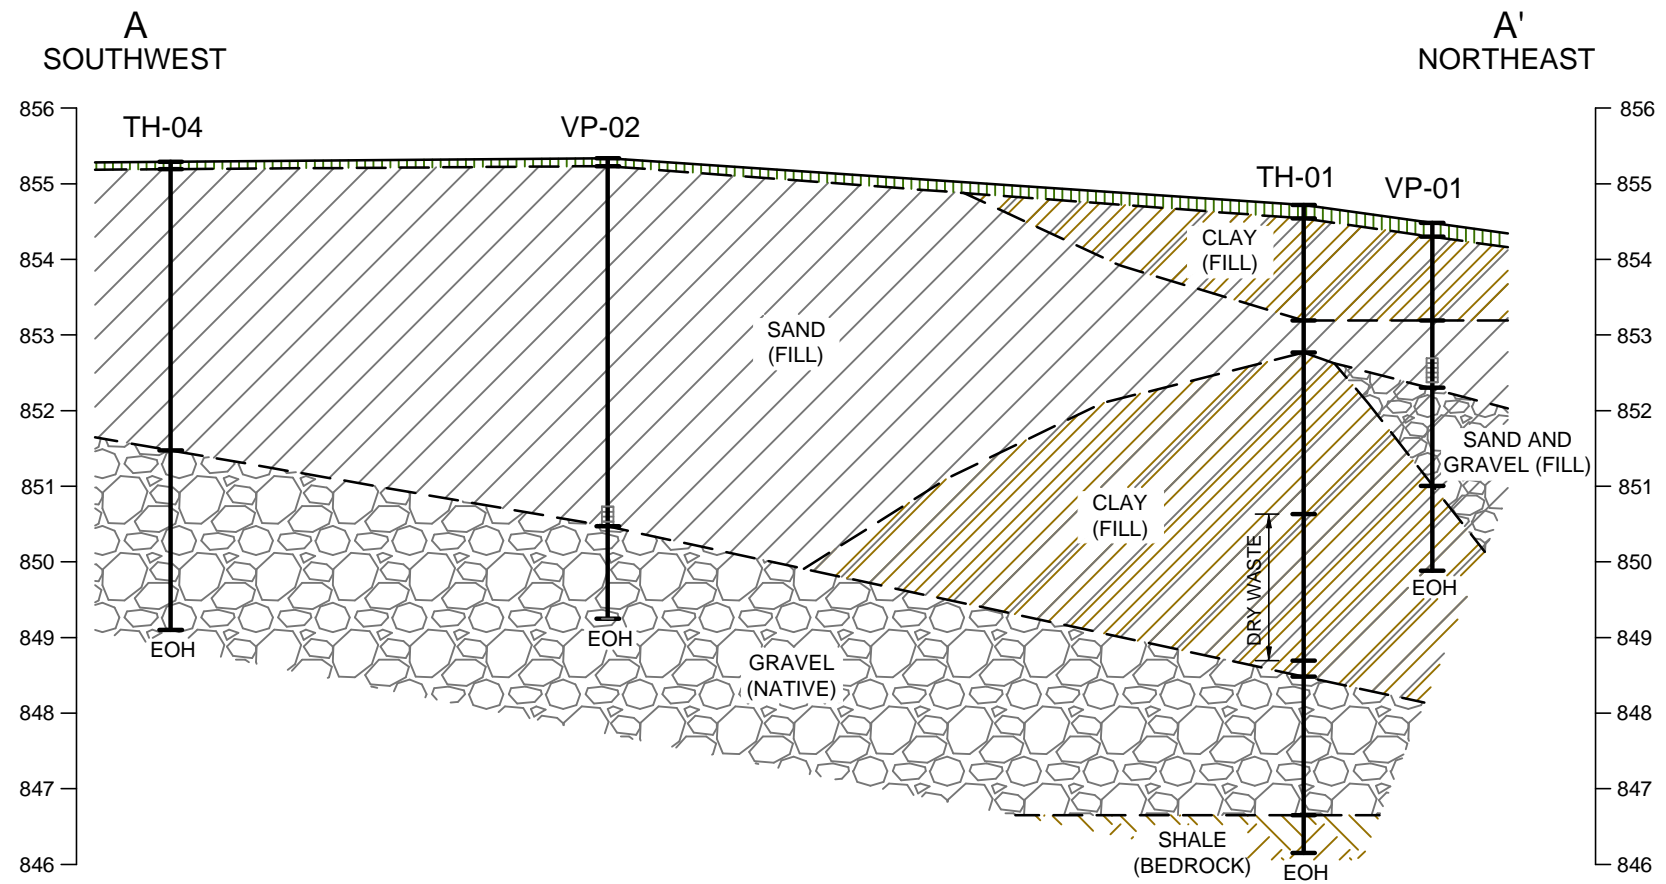 A
SOUTHWEST
A'
NORTHEAST
856
855
854
853
852
851
850
849
848
847
846
TH-04
VP-02
TH-01
VP-01
CLAY
(FILL)
SAND
(FILL)
SAND AND
GRAVEL (FILL)
CLAY
(FILL)
DRY WASTE
EOH
EOH
EOH
GRAVEL
(NATIVE)
SHALE
(BEDROCK)
EOH
856
855
854
853
852
851
850
849
848
847
846